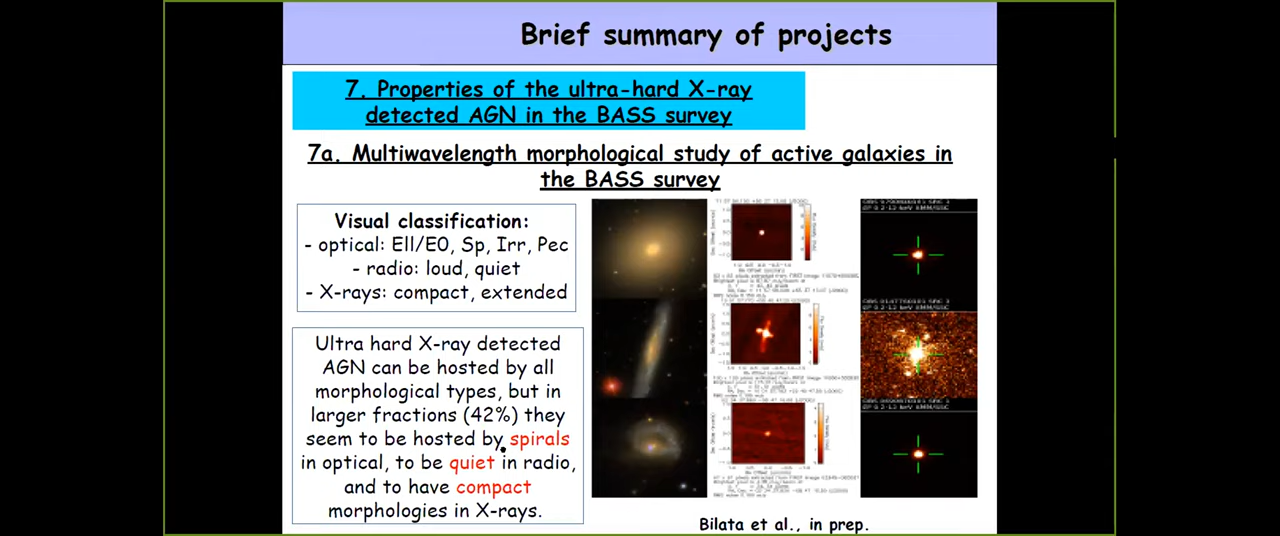 Brief summary of projects
7. Properties of the ultra-hard X-ray
detected AGN in the BASS survey
7a. Multiwavelength morphological study of active galaxies in
the BASS survey
Visual classification:
- optical: Ell/E0, Sp, Irr, Pec
- radio: loud, quiet
- X-rays: compact, extended
Ultra hard X-ray detected
AGN can be hosted by all
morphological types, but in
larger fractions (42%) they
seem to be hosted by spirals
in optical, to be quiet in radio,
and to have compact
morphologies in X-rays.
Bilata et al., in prep.